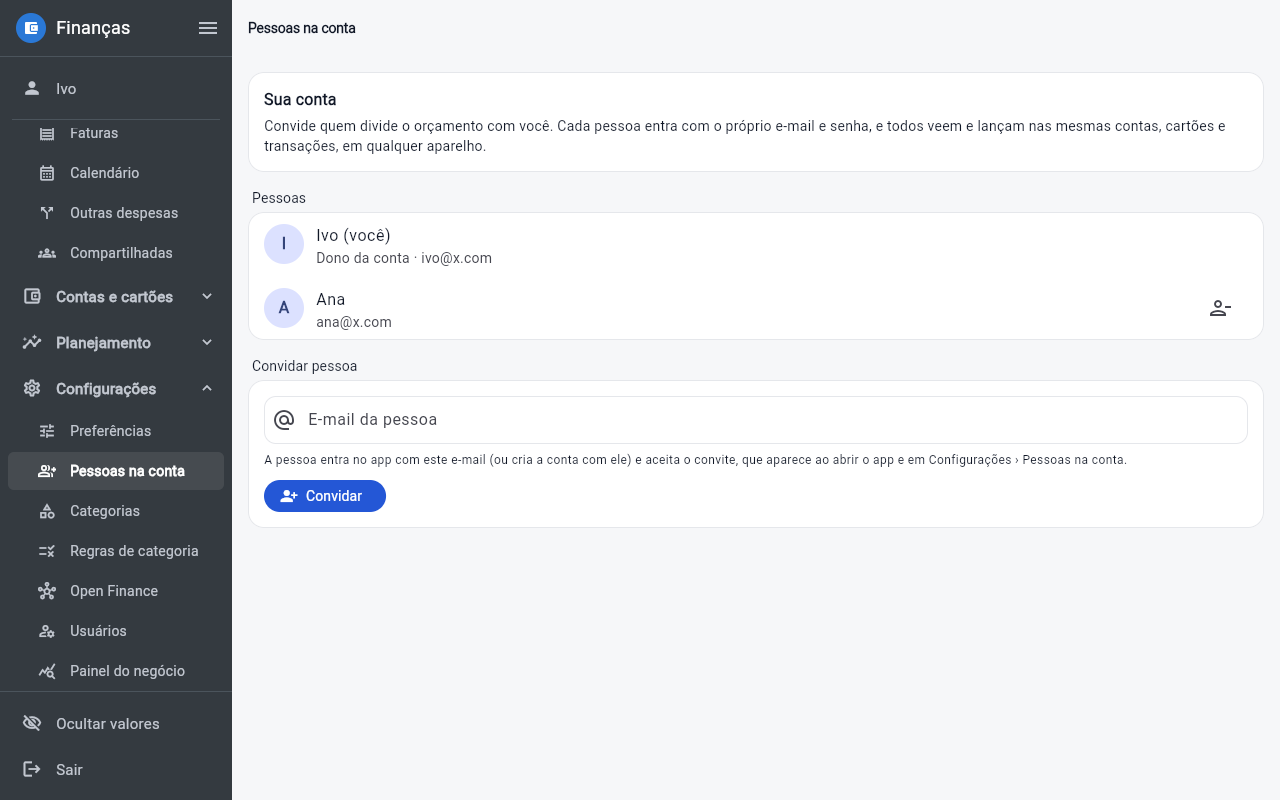 Finanças
Ivo
Faturas
Calendário
Outras despesas
Compartilhadas
Contas e cartões
Planejamento
Configurações
Preferências
Pessoas na conta
Categorias
Regras de categoria
Open Finance
Usuários
Painel do negócio
Ocultar valores
Sair
Pessoas na conta
Sua conta
Convide quem divide o orçamento com você. Cada pessoa entra com o próprio e-mail e senha, e todos veem e lançam nas mesmas contas, cartões e
transações, em qualquer aparelho.
Pessoas
I
Ivo (você)
Dono da conta · ivo@x.com
A
Ana
ana@x.com
Convidar pessoa
E-mail da pessoa
A pessoa entra no app com este e-mail (ou cria a conta com ele) e aceita o convite, que aparece ao abrir o app e em Configurações › Pessoas na conta.
Convidar